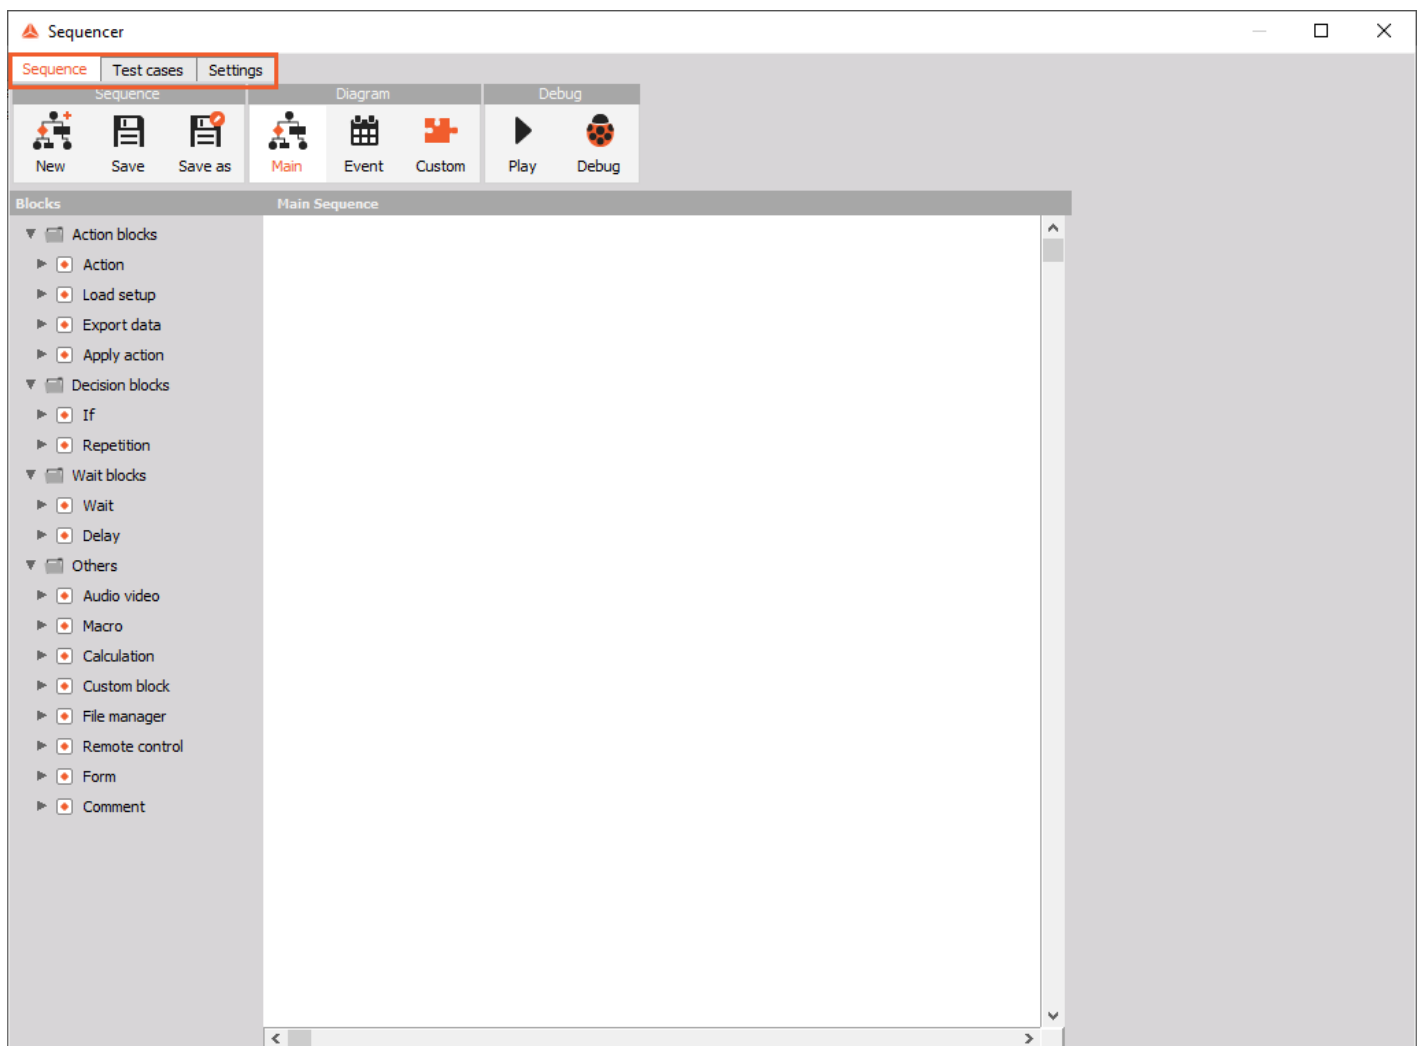 Sequencer
Sequence Test cases Settings
Sequence Diagram Debug
New Save Save as Main Event Custom Play Debug
Blocks Main Sequence
Action blocks
Action
Load setup
Export data
Apply action
Decision blocks
If
Repetition
Wait blocks
Wait
Delay
Others
Audio video
Macro
Calculation
Custom block
File manager
Remote control
Form
Comment